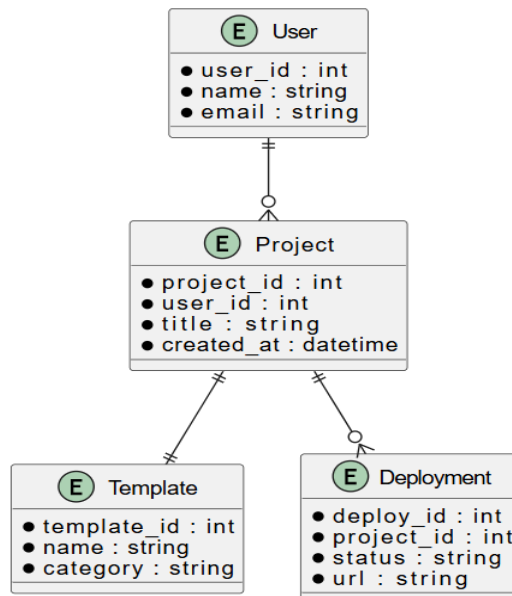 E User
user_id : int
name : string
email : string
E Project
project_id : int
user_id : int
title : string
created_at : datetime
E Template
template_id : int
name : string
category : string
E Deployment
deploy_id : int
project_id : int
status : string
url : string